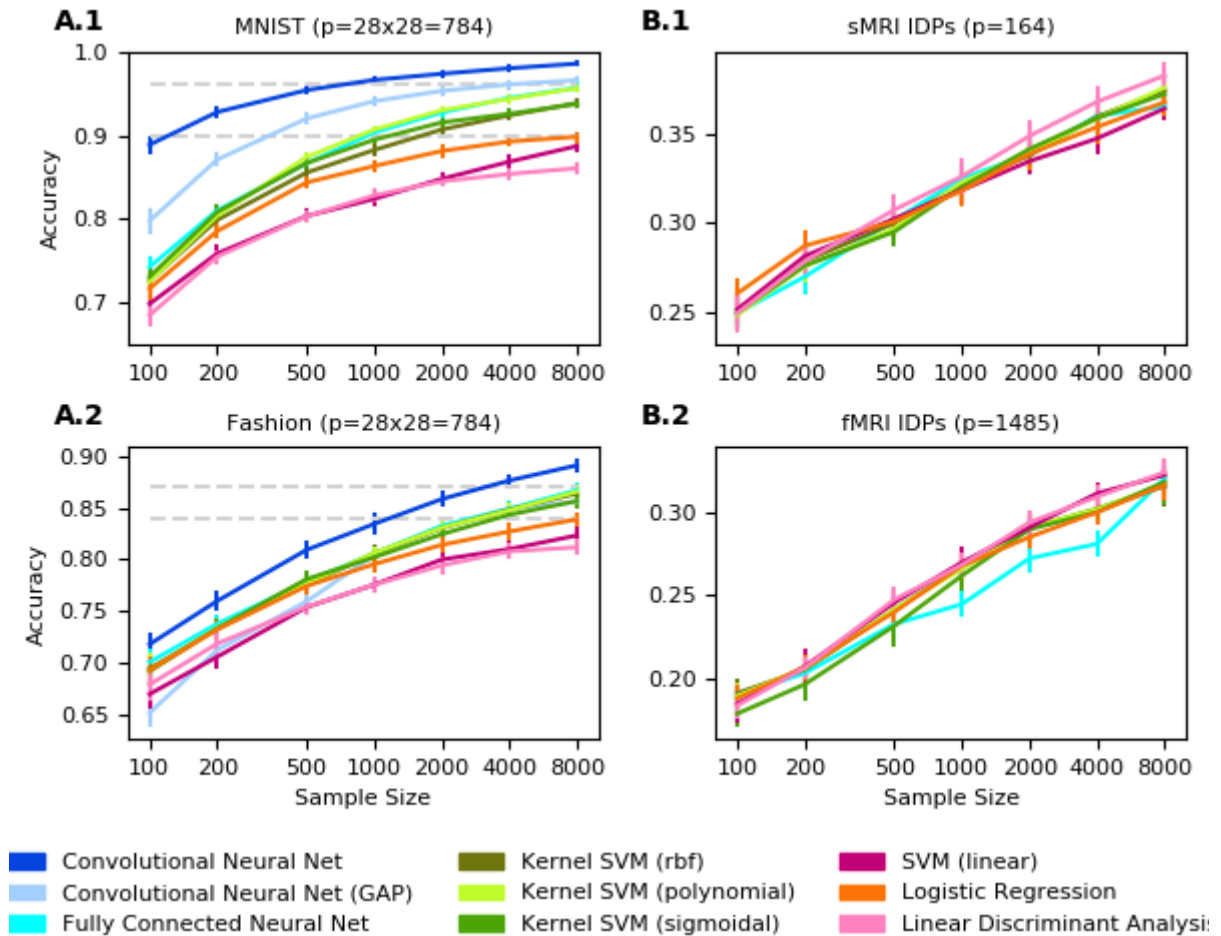 A.1 MNIST (p=28x28=784)
1.0
0.9
0.8
0.7
Accuracy
100 200 500 1000 2000 4000 8000
B.1 sMRI IDPs (p=164)
0.35
0.30
0.25
100 200 500 1000 2000 4000 8000
A.2 Fashion (p=28x28=784)
0.90
0.85
0.80
0.75
0.70
0.65
Accuracy
100 200 500 1000 2000 4000 8000
Sample Size
B.2 fMRI IDPs (p=1485)
0.30
0.25
0.20
100 200 500 1000 2000 4000 8000
Sample Size
Convolutional Neural Net
Convolutional Neural Net (GAP)
Fully Connected Neural Net
Kernel SVM (rbf)
Kernel SVM (polynomial)
Kernel SVM (sigmoidal)
SVM (linear)
Logistic Regression
Linear Discriminant Analysis